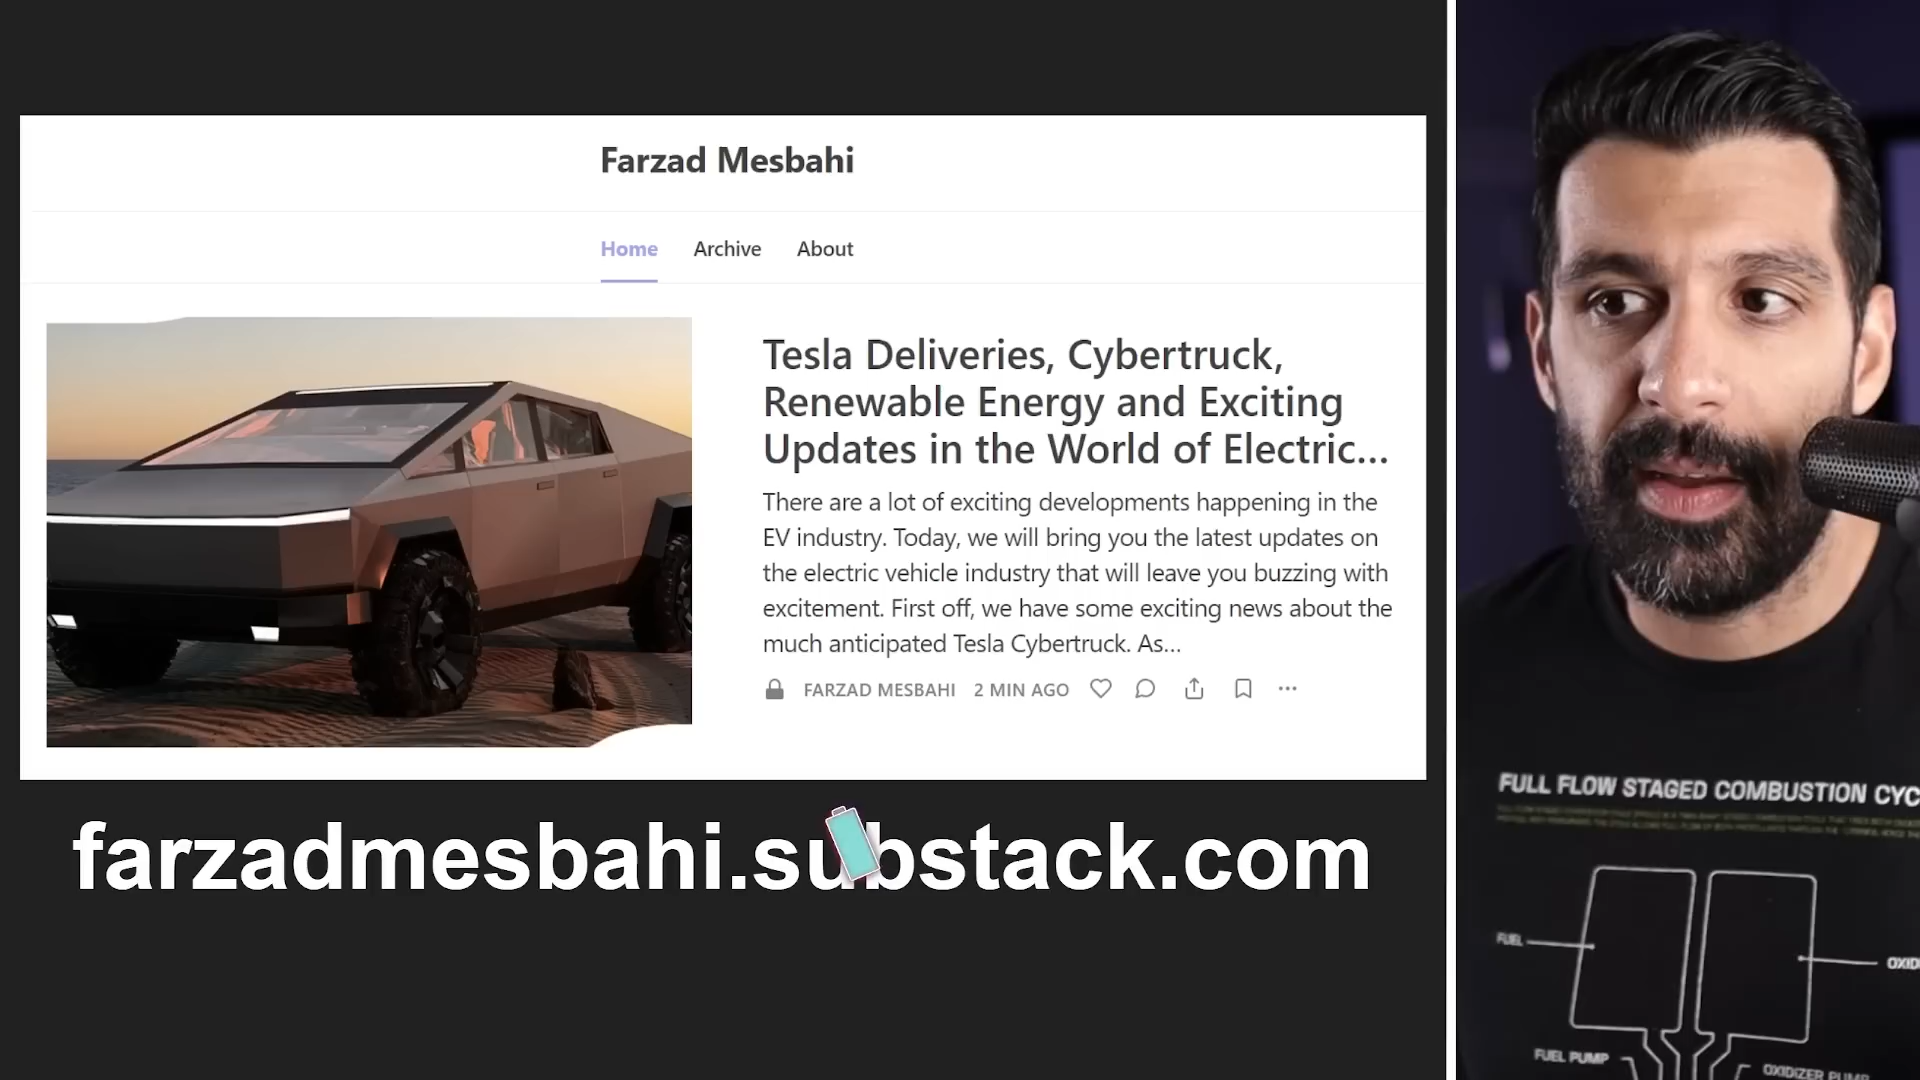 Farzad Mesbahi
Home Archive About
Tesla Deliveries, Cybertruck,
Renewable Energy and Exciting
Updates in the World of Electric...
There are a lot of exciting developments happening in the
EV industry. Today, we will bring you the latest updates on
the electric vehicle industry that will leave you buzzing with
excitement. First off, we have some exciting news about the
much anticipated Tesla Cybertruck. As...
FARZAD MESBAHI 2 MIN AGO
farzadmesbahi.substack.com
FULL FLOW STAGED COMBUSTION CYC
FUEL
OXID
FUEL PUMP
OXIDIZER PUMP